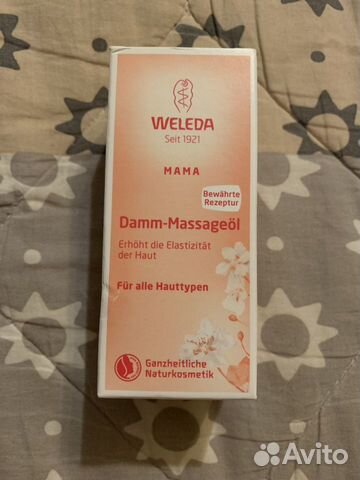 WELEDA
Seit 1921
MAMA
Bewährte
Rezeptur
Damm-Massageöl
Erhöht die Elastizität
der Haut
Für alle Hauttypen
Ganzheitliche
Naturkosmetik
Avito